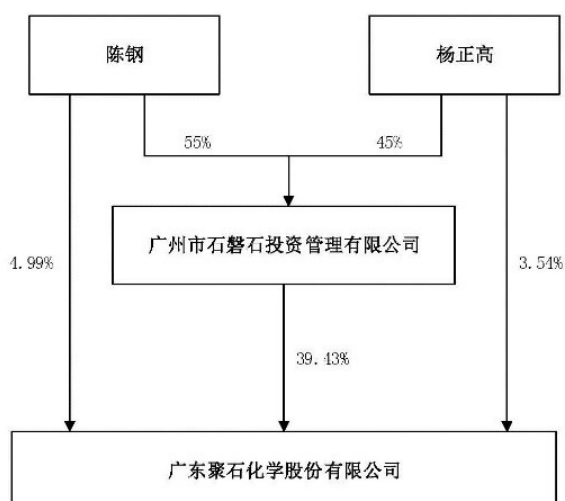 陈钢
杨正高
55%
45%
广州市石磐石投资管理有限公司
4.99%
3.54%
39.43%
广东聚石化学股份有限公司